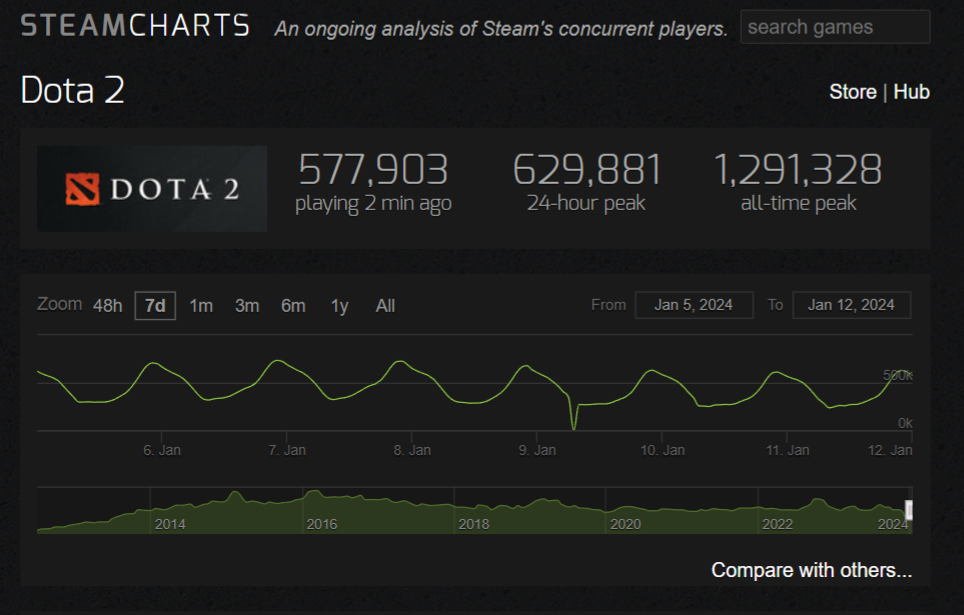 STEAMCHARTS An ongoing analysis of Steam's concurrent players. search games
Dota 2 Store | Hub
DOTA 2
577,903 629,881 1,291,328
playing 2 min ago 24-hour peak all-time peak
Zoom 48h 7d 1m 3m 6m 1y All From Jan 5, 2024 To Jan 12, 2024
500k
0k
6. Jan 7. Jan 8. Jan 9. Jan 10. Jan 11. Jan 12. Jan
2014 2016 2018 2020 2022 2024
Compare with others...